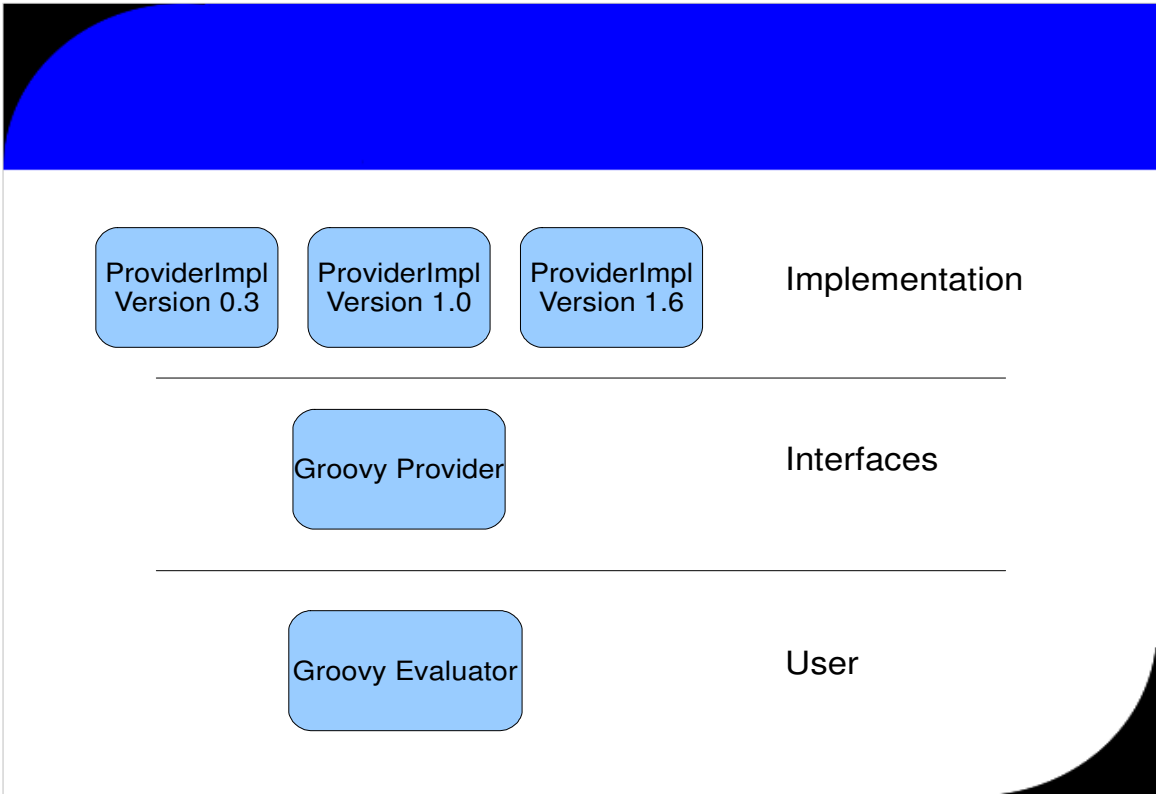 ProviderImpl
Version 0.3
ProviderImpl
Version 1.0
ProviderImpl
Version 1.6
Implementation
Groovy Provider
Interfaces
Groovy Evaluator
User